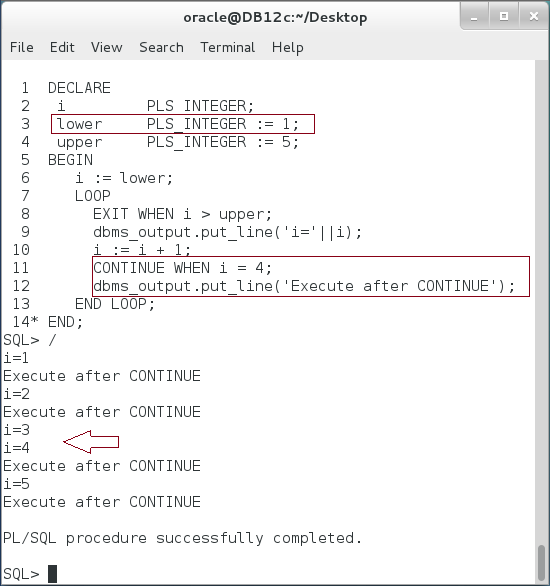 oracle@DB12c:~/Desktop
File Edit View Search Terminal Help
1 DECLARE
2 i PLS_INTEGER;
3 lower PLS_INTEGER := 1;
4 upper PLS_INTEGER := 5;
5 BEGIN
6 i := lower;
7 LOOP
8 EXIT WHEN i > upper;
9 dbms_output.put_line('i='||i);
10 i := i + 1;
11 CONTINUE WHEN i = 4;
12 dbms_output.put_line('Execute after CONTINUE');
13 END LOOP;
14* END;
SQL> /
i=1
Execute after CONTINUE
i=2
Execute after CONTINUE
i=3
i=4
Execute after CONTINUE
i=5
Execute after CONTINUE
PL/SQL procedure successfully completed.
SQL>